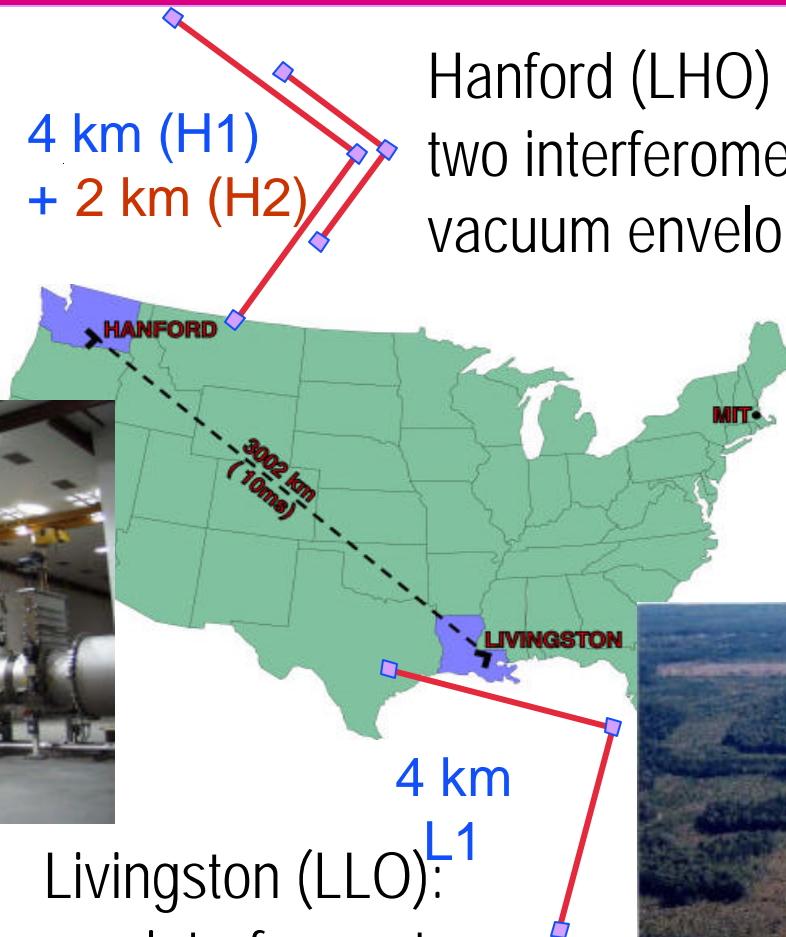 Hanford (LHO)
two interferome
vacuum envelo
4 km (H1)
+ 2 km (H2)
HANFORD
MIT
3002 km
(10ms)
LIVINGSTON
4 km
L1
Livingston (LLO):